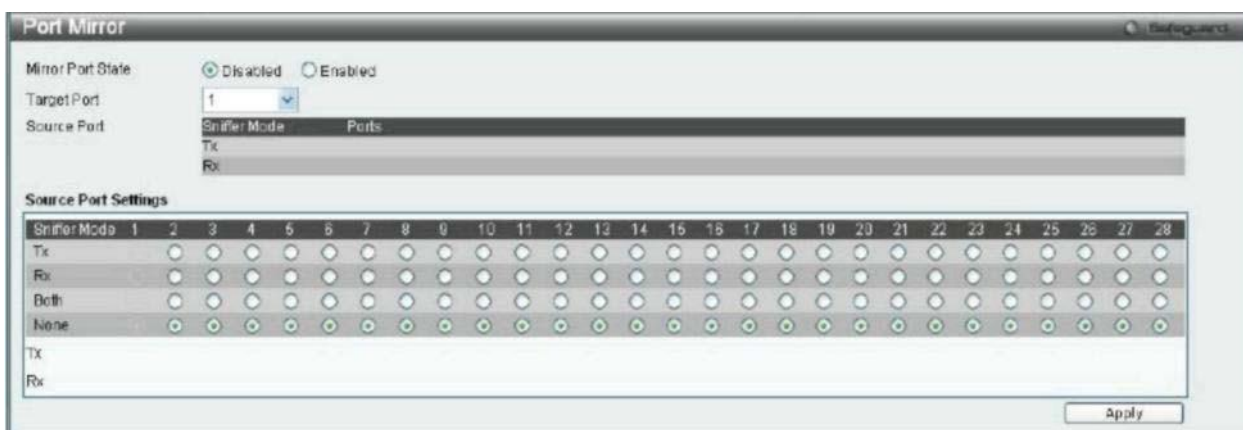 Port Mirror Safeguard
Mirror Port State Disabled Enabled
Target Port 1
Source Port Sniffer Mode Ports
Tx
Rx
Source Port Settings
Sniffer Mode 1 2 3 4 5 6 7 8 9 10 11 12 13 14 15 16 17 18 19 20 21 22 23 24 25 26 27 28
Tx
Rx
Both
None
Tx
Rx
Apply